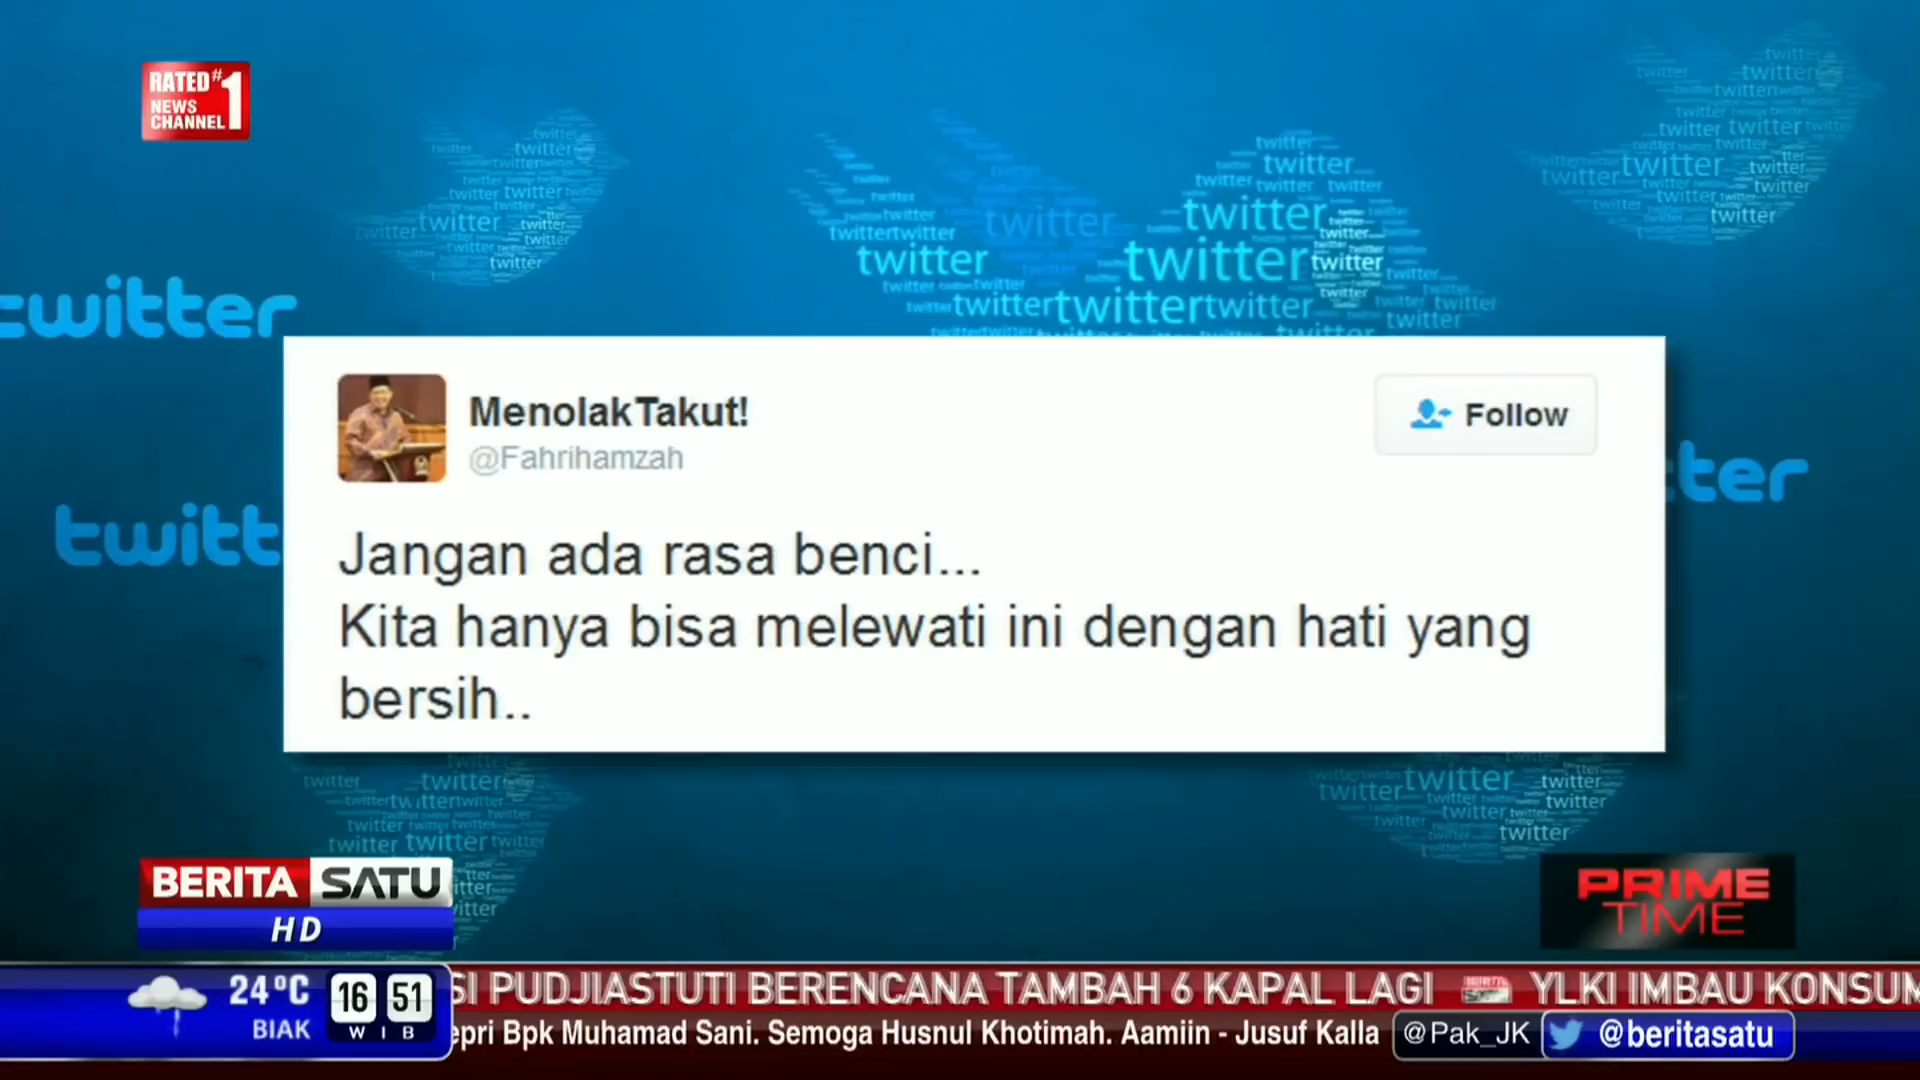 RATED #1
NEWS
CHANNEL
twitter
MenolakTakut!
@Fahrihamzah
Follow
Jangan ada rasa benci...
Kita hanya bisa melewati ini dengan hati yang
bersih..
BERITA SATU
HD
PRIME
TIME
24°C
BIAK
16 51
WIB
SI PUDJIASTUTI BERENCANA TAMBAH 6 KAPAL LAGI
YLKI IMBAU KONSUM
epri Bpk Muhamad Sani. Semoga Husnul Khotimah. Aamiin - Jusuf Kalla
@Pak_JK
@beritasatu